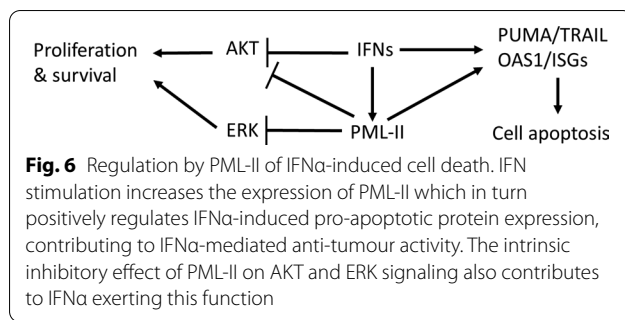 Proliferation
& survival
AKT
IFNs
PUMA/TRAIL
OAS1/ISGs
ERK
PML-II
Cell apoptosis
Fig. 6 Regulation by PML-II of IFNα-induced cell death. IFN
stimulation increases the expression of PML-II which in turn
positively regulates IFNα-induced pro-apoptotic protein expression,
contributing to IFNα-mediated anti-tumour activity. The intrinsic
inhibitory effect of PML-II on AKT and ERK signaling also contributes
to IFNα exerting this function